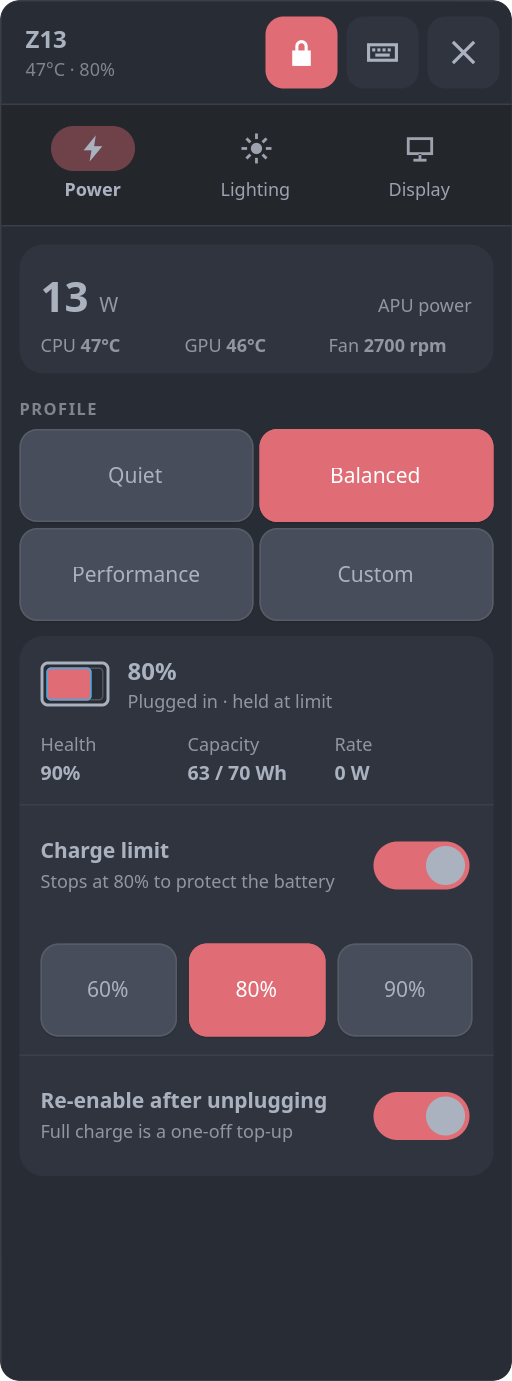 Z13
47°C · 80%
Power
Lighting
Display
13 W
APU power
CPU 47°C
GPU 46°C
Fan 2700 rpm
PROFILE
Quiet
Balanced
Performance
Custom
80%
Plugged in · held at limit
Health
Capacity
Rate
90%
63 / 70 Wh
0 W
Charge limit
Stops at 80% to protect the battery
60%
80%
90%
Re-enable after unplugging
Full charge is a one-off top-up